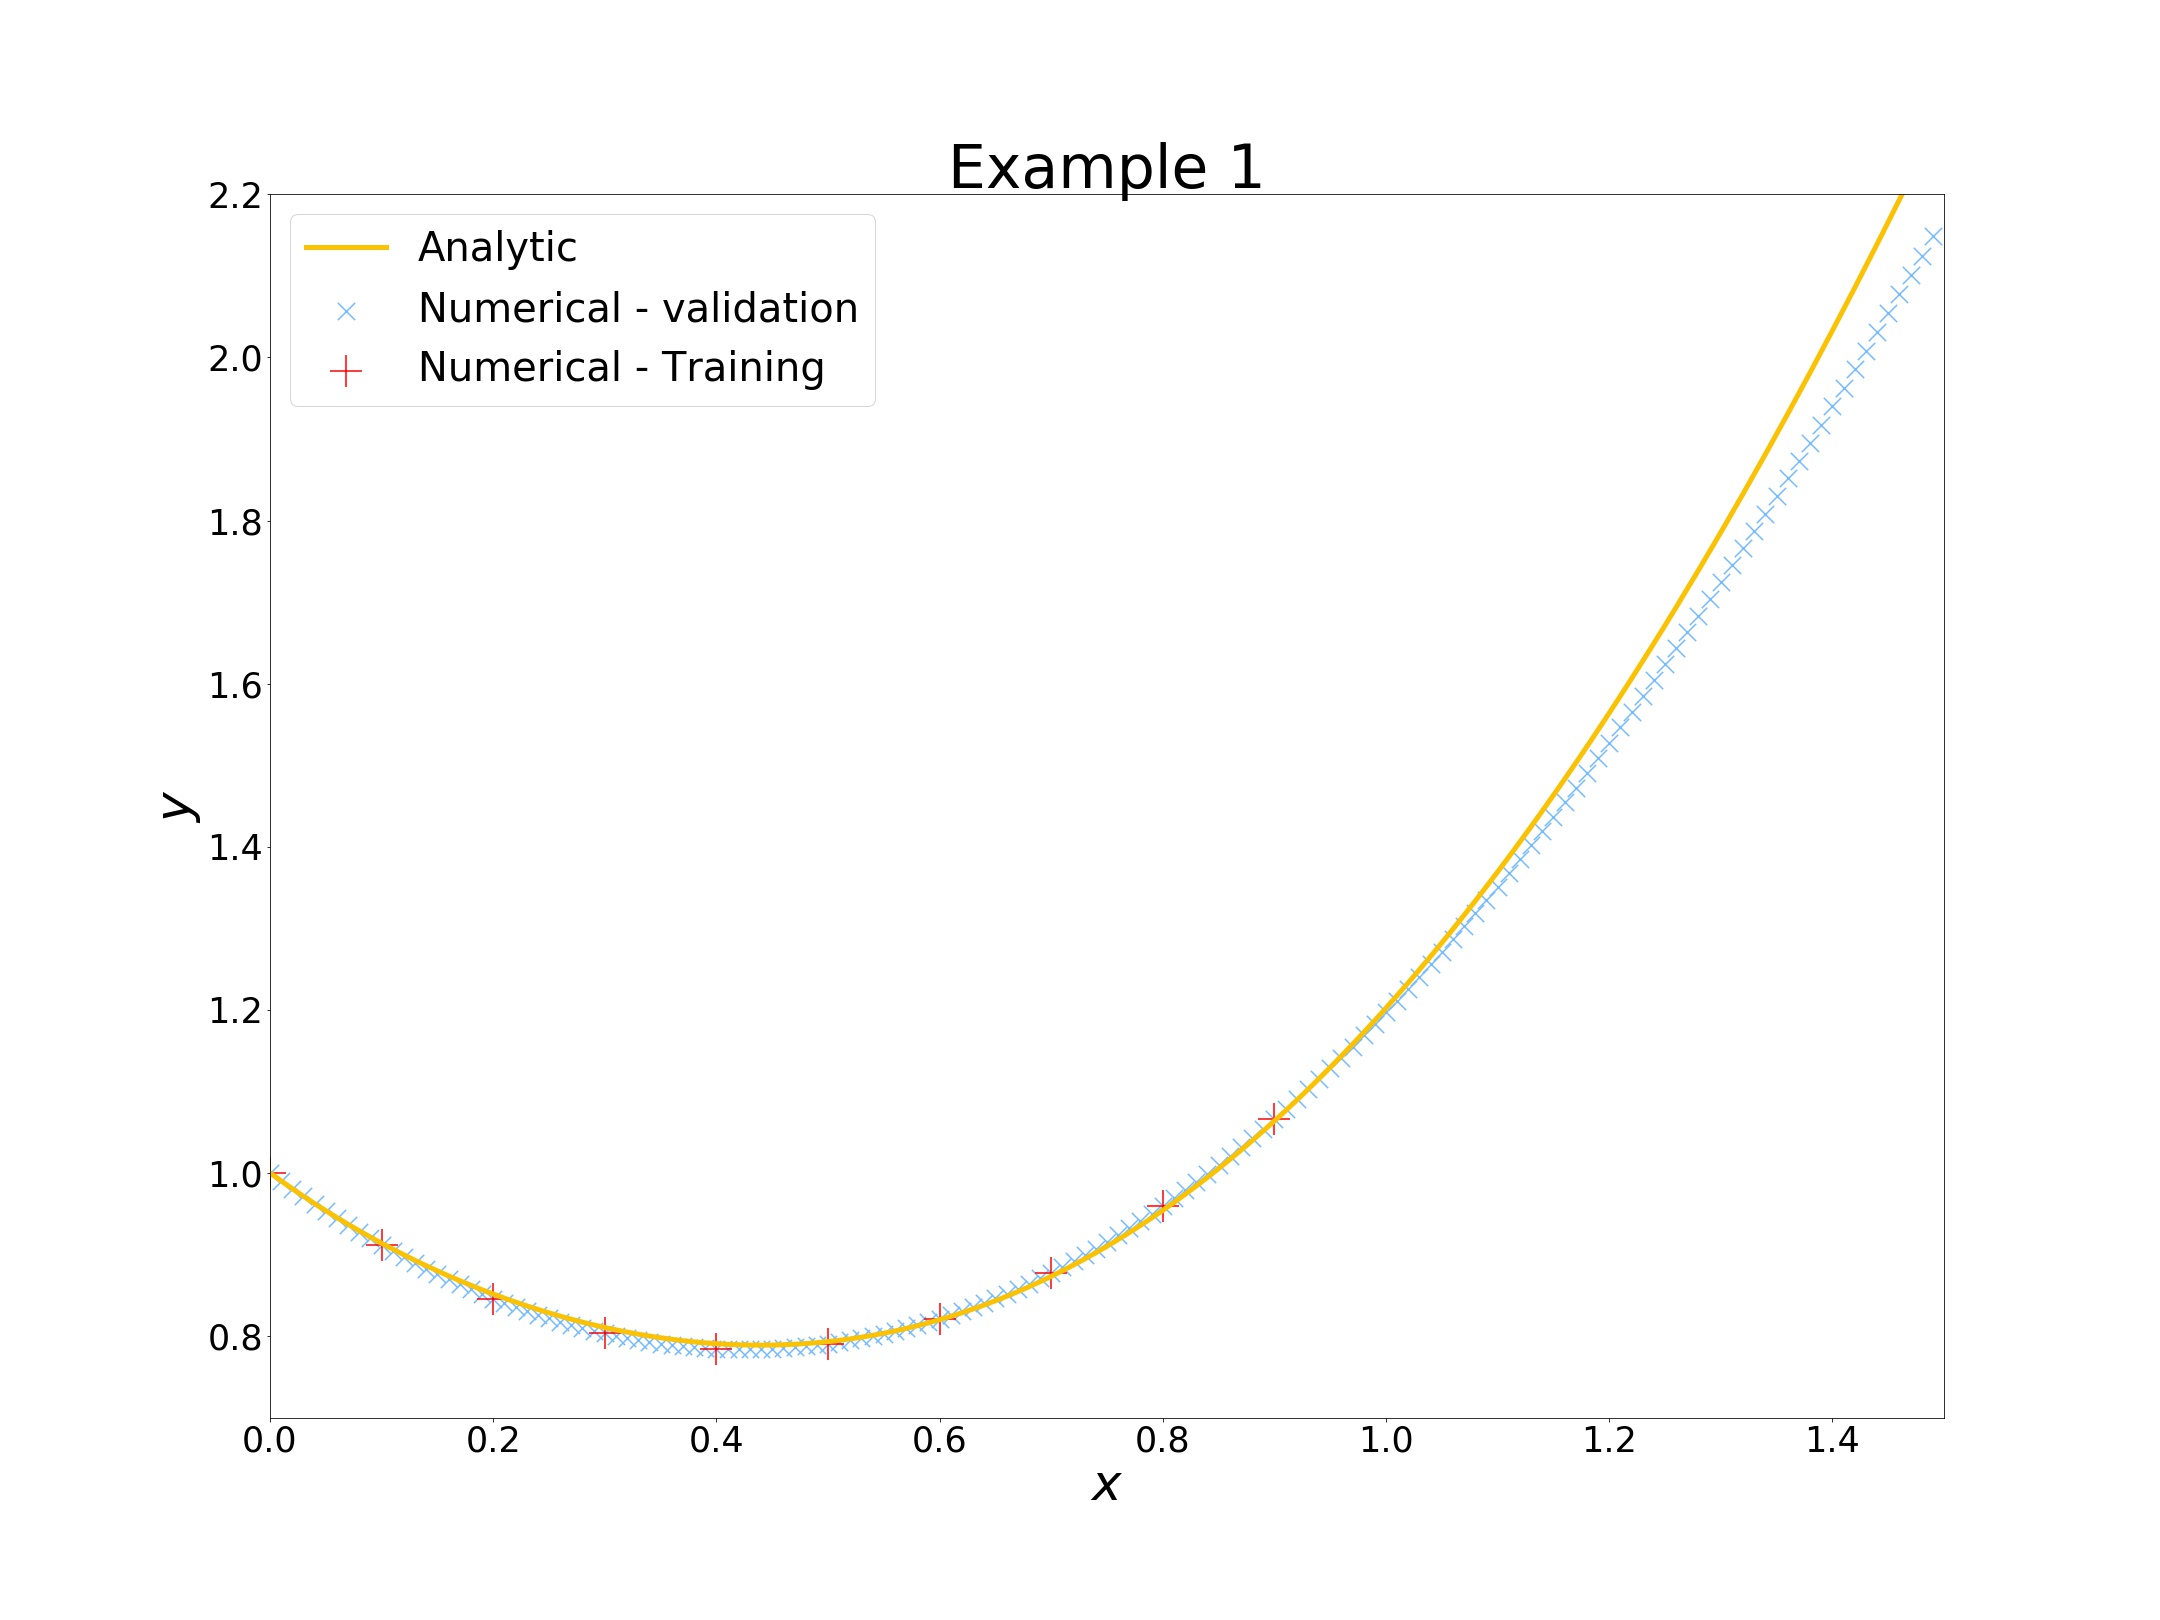 Example 1
2.2
2.0
1.8
1.6
1.4
1.2
1.0
0.8
y
Analytic
Numerical - validation
Numerical - Training
0.0 0.2 0.4 0.6 0.8 1.0 1.2 1.4
x